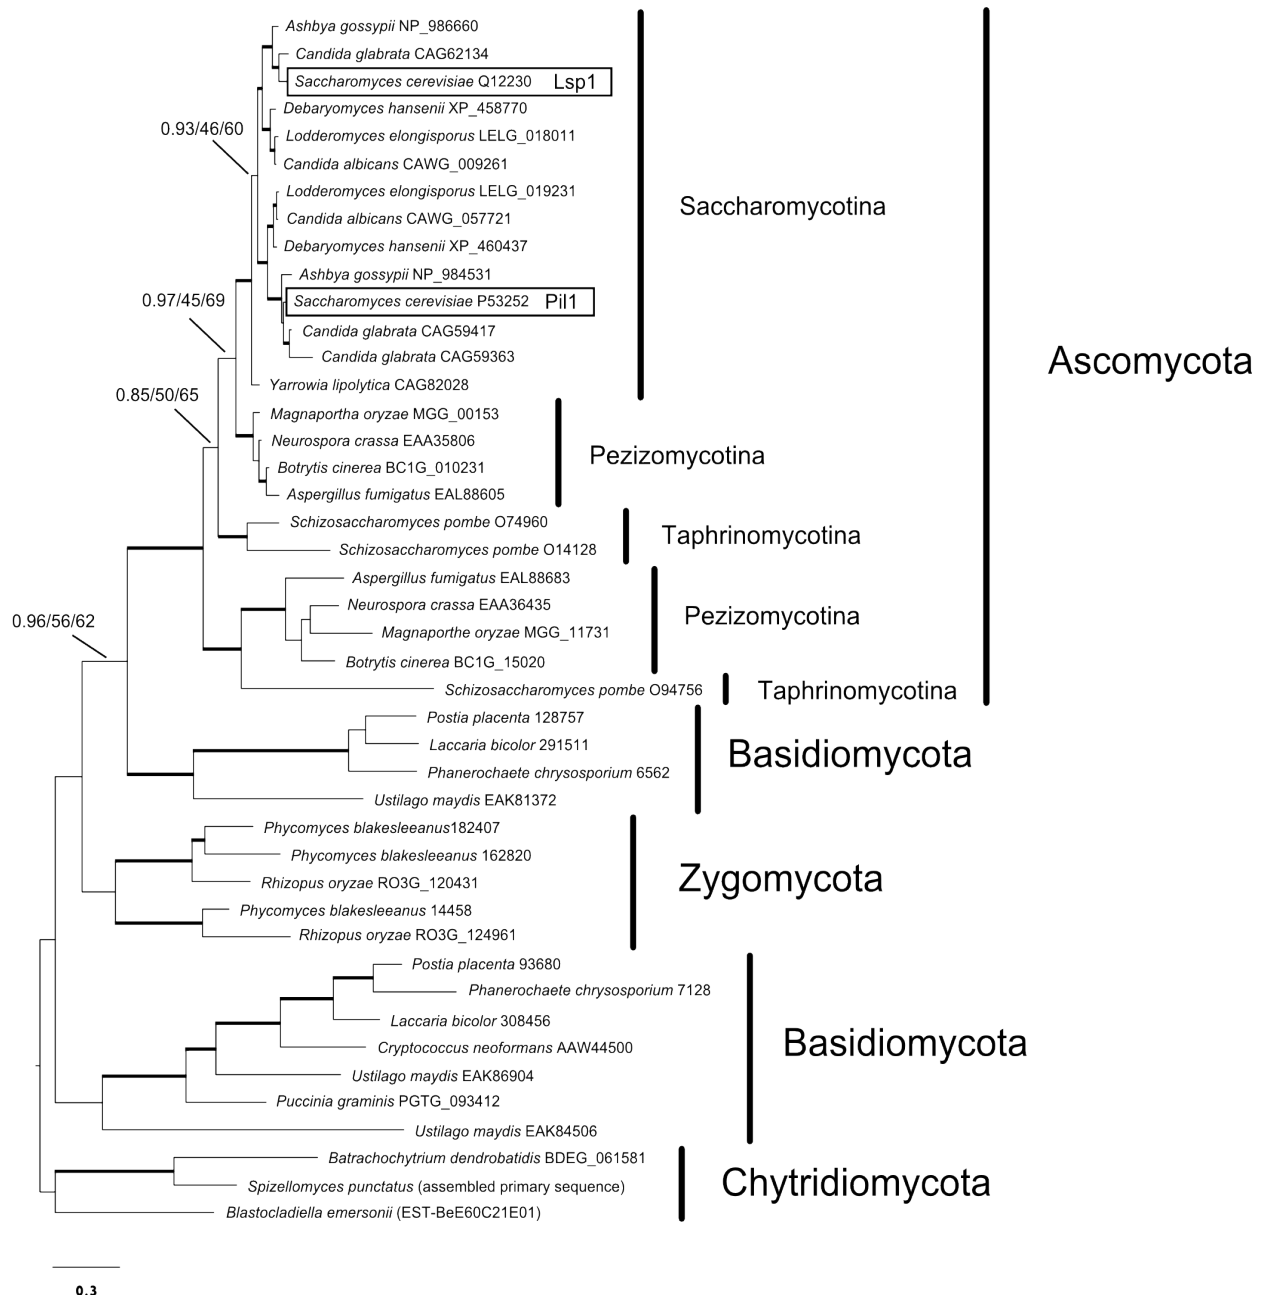 Ashbya gossypii NP_986660
Candida glabrata CAG62134
Saccharomyces cerevisiae Q12230 Lsp1
Debaryomyces hansenii XP_458770
0.93/46/60
Lodderomyces elongisporus LELG_018011
Candida albicans CAWG_009261
Lodderomyces elongisporus LELG_019231
Saccharomycotina
Candida albicans CAWG_057721
Debaryomyces hansenii XP_460437
Ashbya gossypii NP_984531
0.97/45/69
Saccharomyces cerevisiae P53252 Pil1
Candida glabrata CAG59417
Candida glabrata CAG59363
Ascomycota
Yarrowia lipolytica CAG82028
0.85/50/65
Magnaportha oryzae MGG_00153
Neurospora crassa EAA35806
Pezizomycotina
Botrytis cinerea BC1G_010231
Aspergillus fumigatus EAL88605
Schizosaccharomyces pombe O74960
Taphrinomycotina
Schizosaccharomyces pombe O14128
Aspergillus fumigatus EAL88683
Neurospora crassa EAA36435
Pezizomycotina
0.96/56/62
Magnaporthe oryzae MGG_11731
Botrytis cinerea BC1G_15020
Schizosaccharomyces pombe O94756
Taphrinomycotina
Postia placenta 128757
Laccaria bicolor 291511
Basidiomycota
Phanerochaete chrysosporium 6562
Ustilago maydis EAK81372
Phycomyces blakesleeanus182407
Phycomyces blakesleeanus 162820
Zygomycota
Rhizopus oryzae RO3G_120431
Phycomyces blakesleeanus 14458
Rhizopus oryzae RO3G_124961
Postia placenta 93680
Phanerochaete chrysosporium 7128
Laccaria bicolor 308456
Basidiomycota
Cryptococcus neoformans AAW44500
Ustilago maydis EAK86904
Puccinia graminis PGTG_093412
Ustilago maydis EAK84506
Batrachochytrium dendrobatidis BDEG_061581
Chytridiomycota
Spizellomyces punctatus (assembled primary sequence)
Blastocladiella emersonii (EST-BeE60C21E01)
0.3